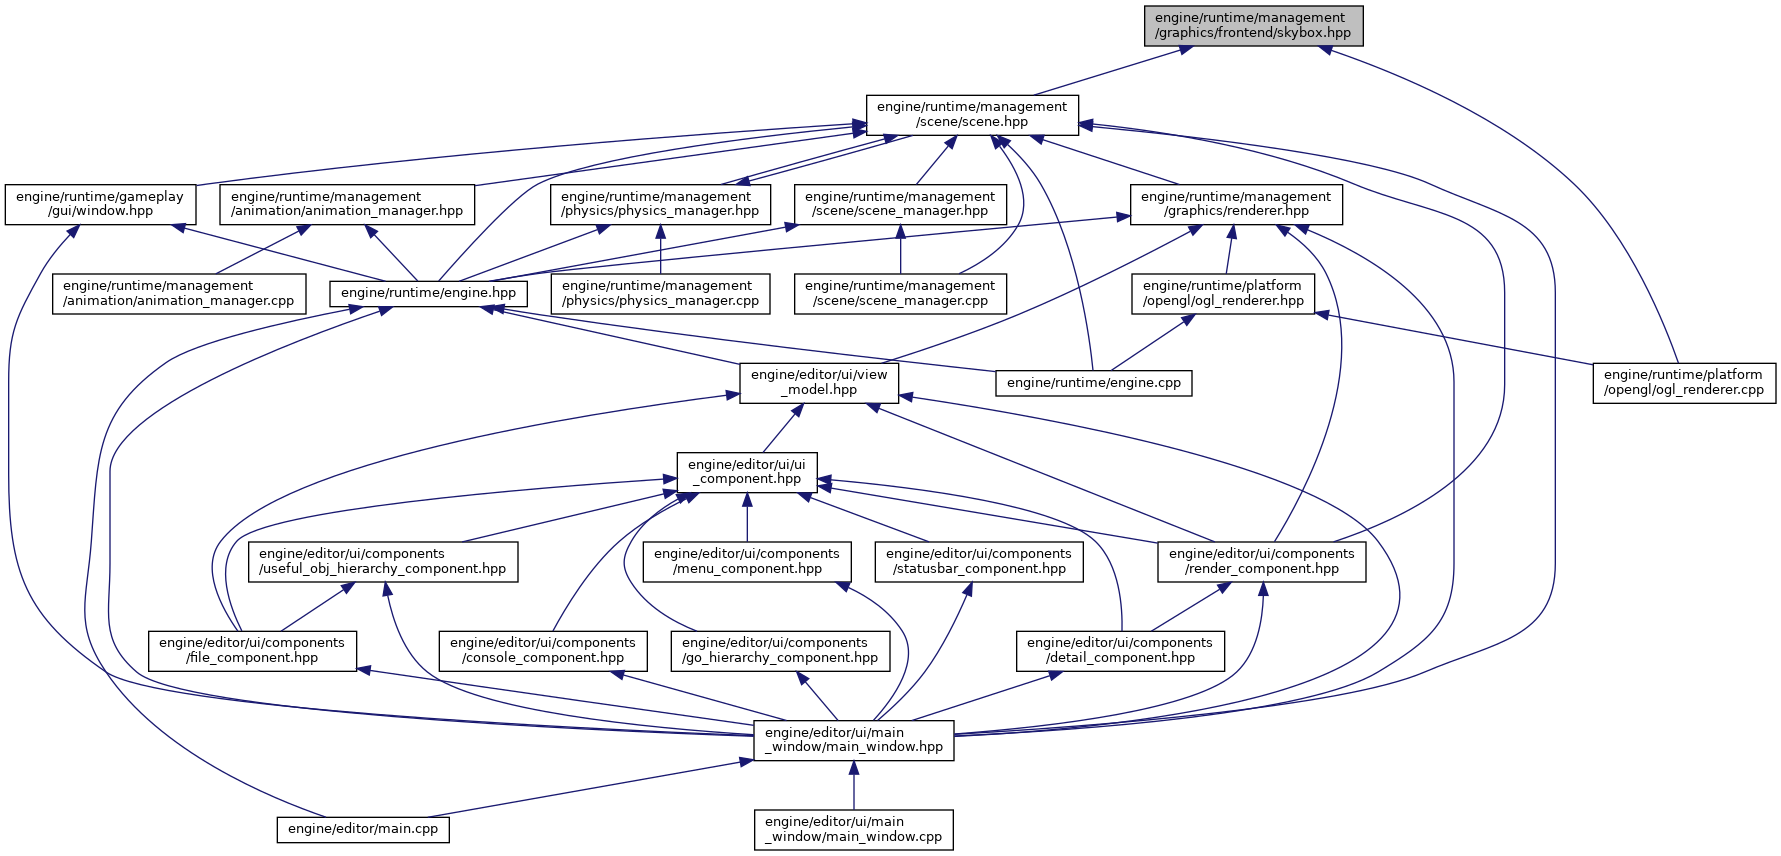 engine/runtime/management
/graphics/frontend/skybox.hpp
engine/runtime/management
/scene/scene.hpp
engine/runtime/gameplay
/gui/window.hpp
engine/runtime/management
/animation/animation_manager.hpp
engine/runtime/management
/physics/physics_manager.hpp
engine/runtime/management
/scene/scene_manager.hpp
engine/runtime/management
/graphics/renderer.hpp
engine/runtime/management
/animation/animation_manager.cpp
engine/runtime/engine.hpp
engine/runtime/management
/physics/physics_manager.cpp
engine/runtime/management
/scene/scene_manager.cpp
engine/runtime/platform
/opengl/ogl_renderer.hpp
engine/editor/ui/view
_model.hpp
engine/runtime/engine.cpp
engine/runtime/platform
/opengl/ogl_renderer.cpp
engine/editor/ui/ui
_component.hpp
engine/editor/ui/components
/useful_obj_hierarchy_component.hpp
engine/editor/ui/components
/menu_component.hpp
engine/editor/ui/components
/statusbar_component.hpp
engine/editor/ui/components
/render_component.hpp
engine/editor/ui/components
/file_component.hpp
engine/editor/ui/components
/console_component.hpp
engine/editor/ui/components
/go_hierarchy_component.hpp
engine/editor/ui/components
/detail_component.hpp
engine/editor/ui/main
_window/main_window.hpp
engine/editor/main.cpp
engine/editor/ui/main
_window/main_window.cpp